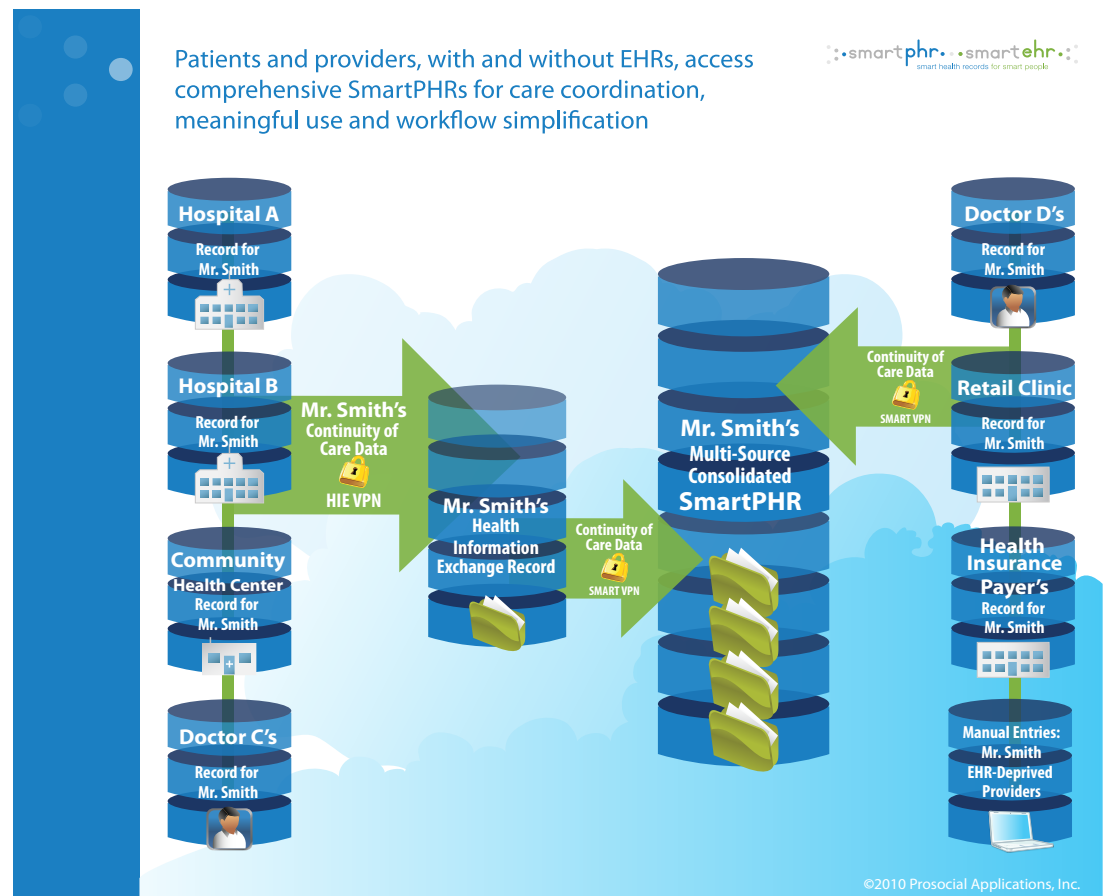 Patients and providers, with and without EHRs, access
comprehensive SmartPHRs for care coordination,
meaningful use and workflow simplification
smartphr smartehr
smart health records for smart people
Hospital A
Record for
Mr. Smith
Hospital B
Record for
Mr. Smith
Community
Health Center
Record for
Mr. Smith
Doctor C's
Record for
Mr. Smith
Mr. Smith's
Continuity of
Care Data
HIE VPN
Mr. Smith's
Health
Information
Exchange Record
Continuity of
Care Data
SMART VPN
Mr. Smith's
Multi-Source
Consolidated
SmartPHR
Continuity of
Care Data
SMART VPN
Doctor D's
Record for
Mr. Smith
Retail Clinic
Record for
Mr. Smith
Health
Insurance
Payer's
Record for
Mr. Smith
Manual Entries:
Mr. Smith
EHR-Deprived
Providers
©2010 Prosocial Applications, Inc.